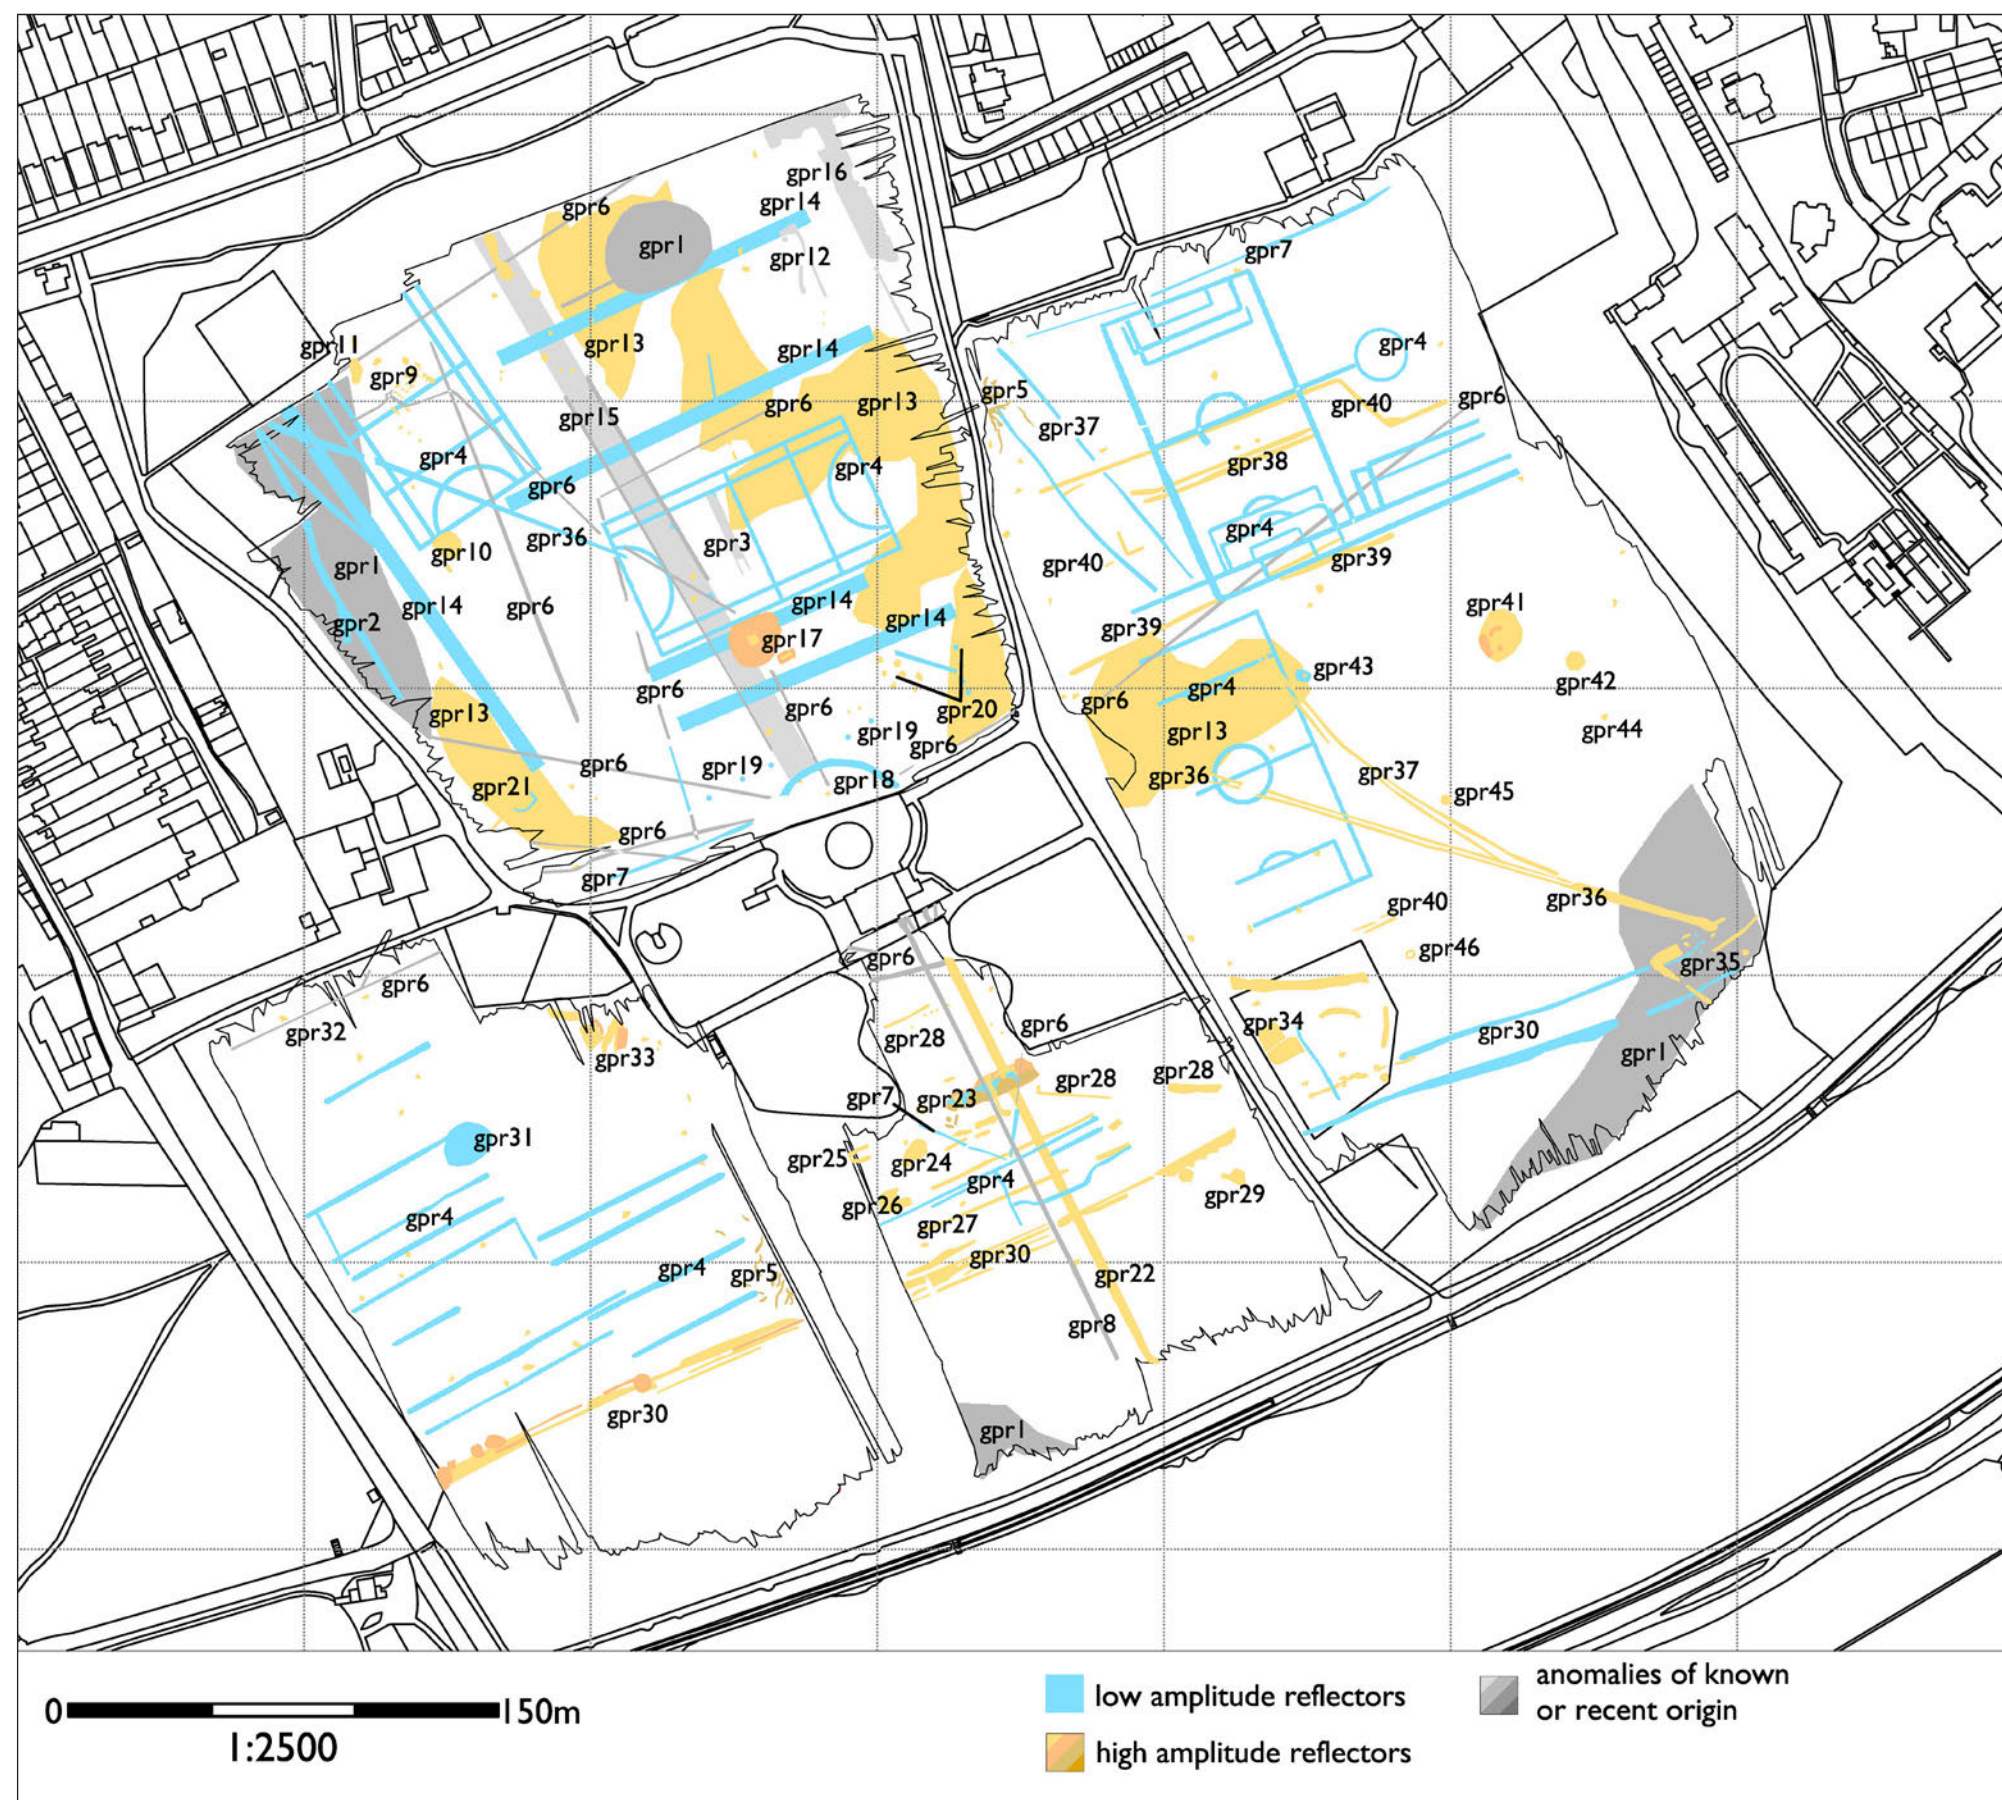 gpr16
gpr6
gpr14
gpr1
gpr12
gpr7
gpr11
gpr13
gpr14
gpr4
gpr9
gpr5
gpr6
gpr15
gpr6
gpr13
gpr40
gpr37
gpr4
gpr4
gpr38
gpr6
gpr4
gpr36
gpr3
gpr10
gpr1
gpr40
gpr39
gpr14
gpr6
gpr14
gpr41
gpr2
gpr14
gpr39
gpr17
gpr43
gpr6
gpr4
gpr42
gpr13
gpr6
gpr20
gpr6
gpr19
gpr13
gpr44
gpr6
gpr6
gpr19
gpr18
gpr36
gpr37
gpr21
gpr45
gpr6
gpr7
gpr36
gpr40
gpr46
gpr6
gpr35
gpr6
gpr32
gpr6
gpr34
gpr30
gpr28
gpr33
gpr1
gpr28
gpr28
gpr7
gpr23
gpr31
gpr25
gpr24
gpr4
gpr29
gpr26
gpr4
gpr27
gpr30
gpr4
gpr5
gpr22
gpr8
gpr30
gpr1
0 150m
1:2500
low amplitude reflectors
high amplitude reflectors
anomalies of known
or recent origin